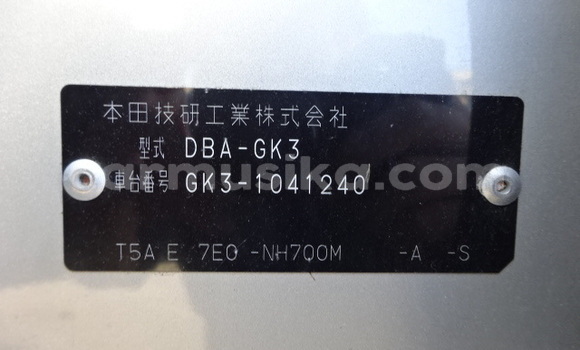 本田技研工業株式会社
型式 DBA-GK3
車台番号 GK3-1041240
T5A E 7E0 -NH700M -A -S